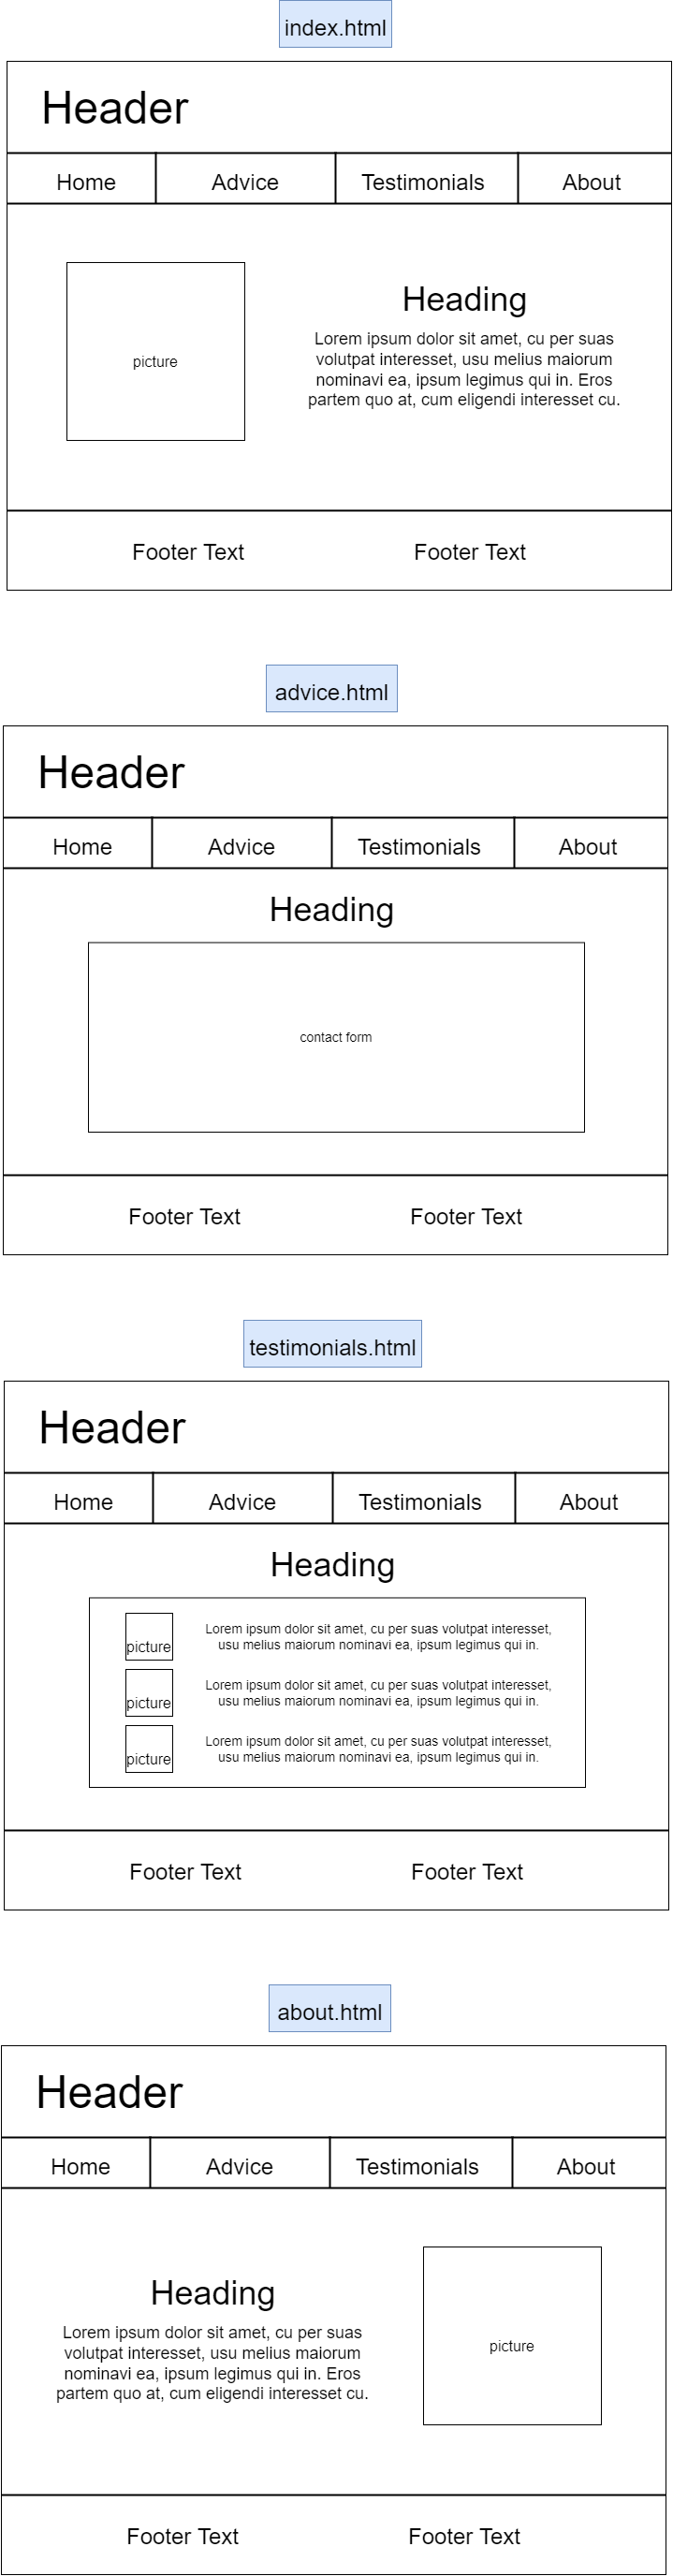 index.html
Header
Home Advice Testimonials About
picture
Heading
Lorem ipsum dolor sit amet, cu per suas
volutpat interesset, usu melius maiorum
nominavi ea, ipsum legimus qui in. Eros
partem quo at, cum eligendi interesset cu.
Footer Text Footer Text
advice.html
Header
Home Advice Testimonials About
Heading
contact form
Footer Text Footer Text
testimonials.html
Header
Home Advice Testimonials About
Heading
picture
Lorem ipsum dolor sit amet, cu per suas volutpat interesset,
usu melius maiorum nominavi ea, ipsum legimus qui in.
picture
Lorem ipsum dolor sit amet, cu per suas volutpat interesset,
usu melius maiorum nominavi ea, ipsum legimus qui in.
picture
Lorem ipsum dolor sit amet, cu per suas volutpat interesset,
usu melius maiorum nominavi ea, ipsum legimus qui in.
Footer Text Footer Text
about.html
Header
Home Advice Testimonials About
Heading
Lorem ipsum dolor sit amet, cu per suas
volutpat interesset, usu melius maiorum
nominavi ea, ipsum legimus qui in. Eros
partem quo at, cum eligendi interesset cu.
picture
Footer Text Footer Text